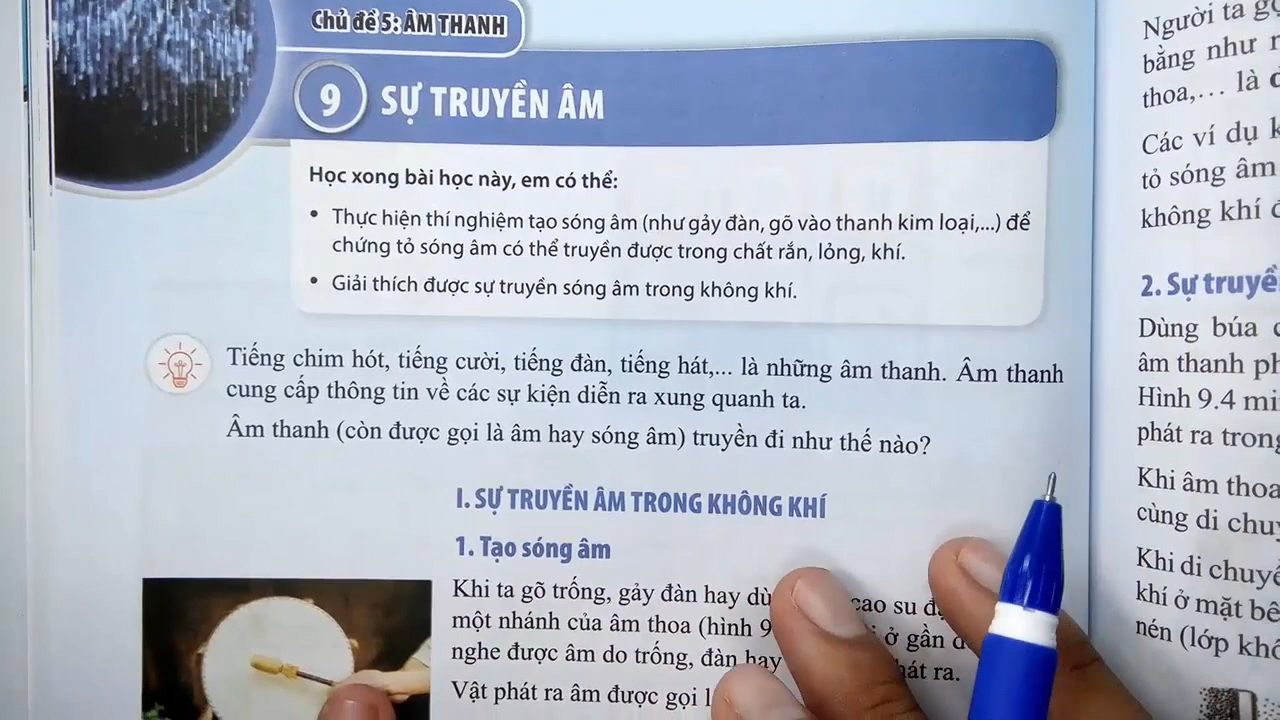 Chủ đề 5: ÂM THANH
9 SỰ TRUYỀN ÂM
Học xong bài học này, em có thể:
• Thực hiện thí nghiệm tạo sóng âm (như gảy đàn, gõ vào thanh kim loại,...) để
chứng tỏ sóng âm có thể truyền được trong chất rắn, lỏng, khí.
• Giải thích được sự truyền sóng âm trong không khí.
Tiếng chim hót, tiếng cười, tiếng đàn, tiếng hát,... là những âm thanh. Âm thanh
cung cấp thông tin về các sự kiện diễn ra xung quanh ta.
Âm thanh (còn được gọi là âm hay sóng âm) truyền đi như thế nào?
I. SỰ TRUYỀN ÂM TRONG KHÔNG KHÍ
1. Tạo sóng âm
Khi ta gõ trống, gảy đàn hay cao su
một nhánh của âm thoa (hình ở gần
nghe được âm do trống, đàn hay phát ra.
Vật phát ra âm được gọi
Người ta
bằng như
thoa,... là
Các ví dụ
tỏ sóng âm
không khí
2. Sự truyền
Dùng búa
âm thanh
Hình 9.4
phát ra trong
Khi âm thoa
cùng di
Khi di
khí ở mặt
nén (lớp